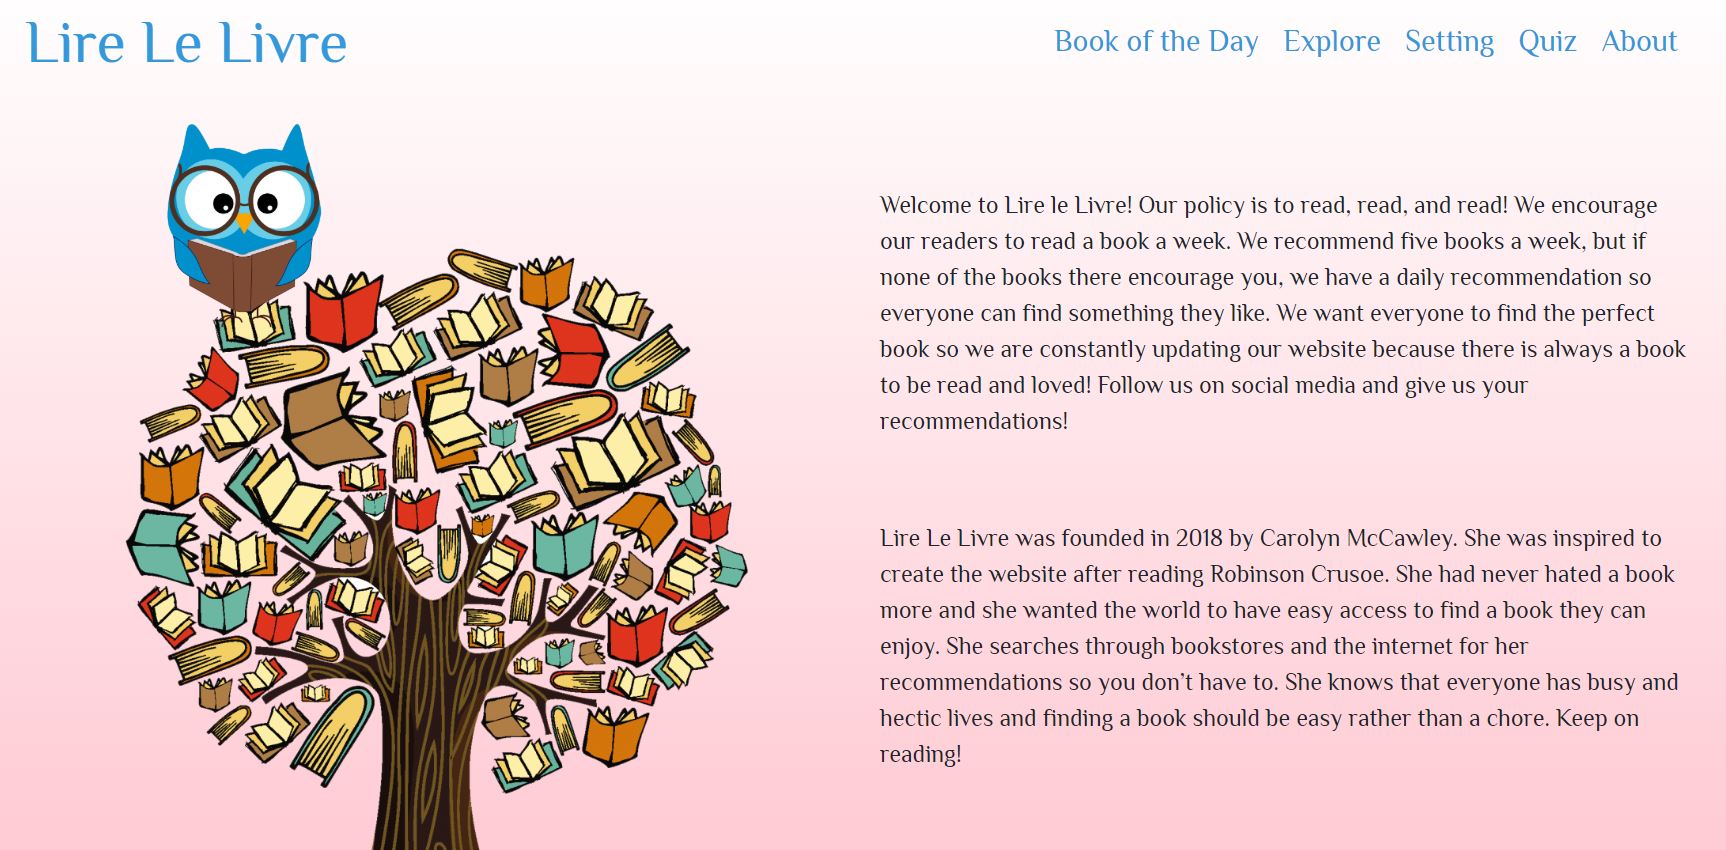 Lire Le Livre
Book of the Day Explore Setting Quiz About
Welcome to Lire le Livre! Our policy is to read, read, and read! We encourage
our readers to read a book a week. We recommend five books a week, but if
none of the books there encourage you, we have a daily recommendation so
everyone can find something they like. We want everyone to find the perfect
book so we are constantly updating our website because there is always a book
to be read and loved! Follow us on social media and give us your
recommendations!
Lire Le Livre was founded in 2018 by Carolyn McCawley. She was inspired to
create the website after reading Robinson Crusoe. She had never hated a book
more and she wanted the world to have easy access to find a book they can
enjoy. She searches through bookstores and the internet for her
recommendations so you don’t have to. She knows that everyone has busy and
hectic lives and finding a book should be easy rather than a chore. Keep on
reading!